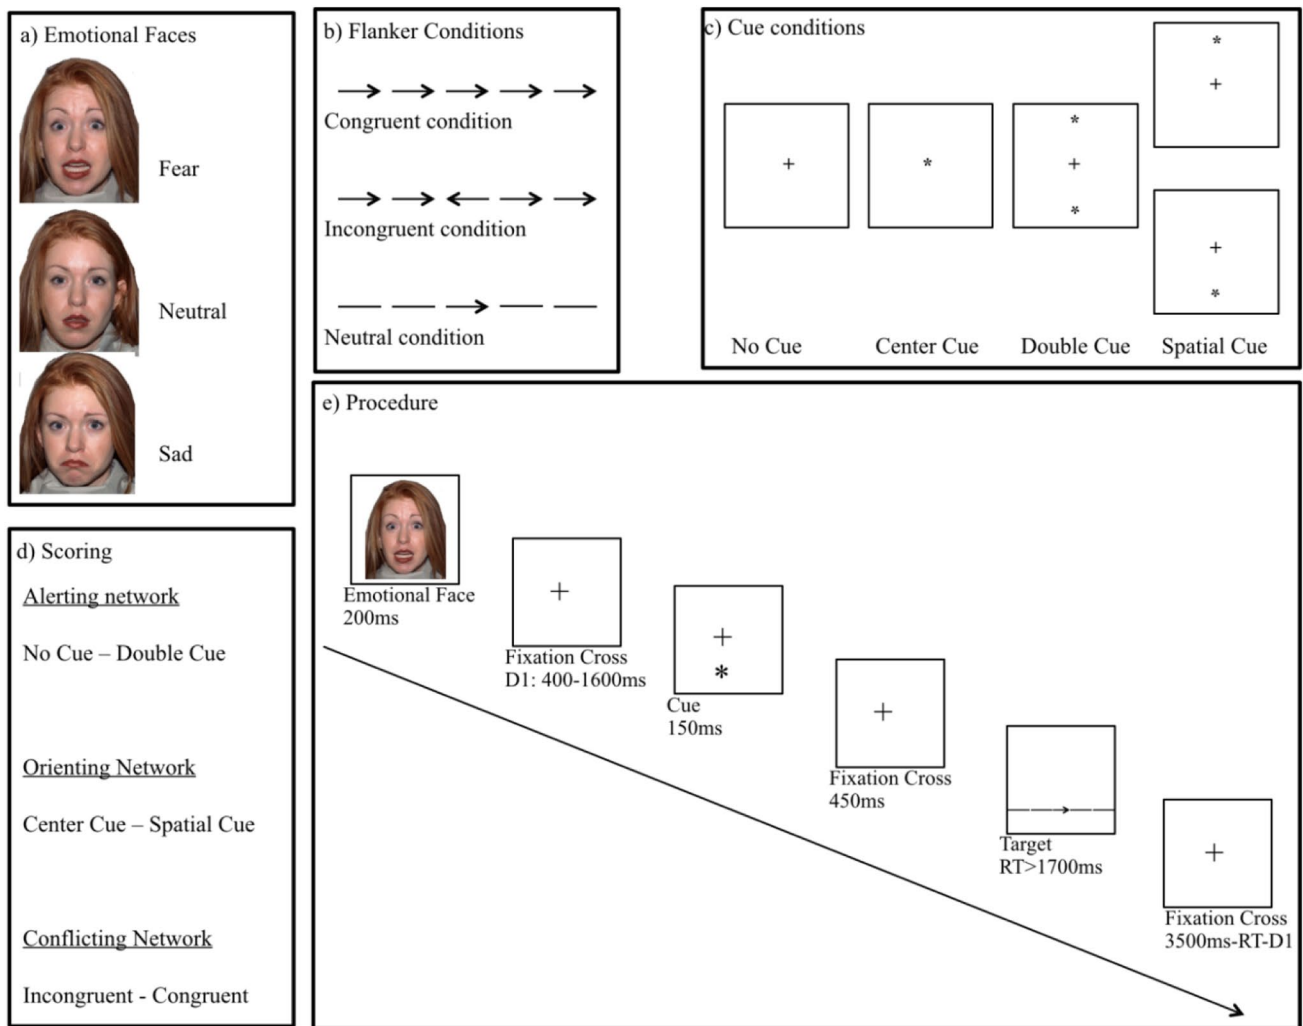 a) Emotional Faces
Fear
Neutral
Sad
b) Flanker Conditions
Congruent condition
Incongruent condition
Neutral condition
c) Cue conditions
*
+
+
*
*
+
*
+
*
No Cue
Center Cue
Double Cue
Spatial Cue
d) Scoring
Alerting network
No Cue – Double Cue
Orienting Network
Center Cue – Spatial Cue
Conflicting Network
Incongruent - Congruent
e) Procedure
Emotional Face
200ms
+
Fixation Cross
D1: 400-1600ms
+
*
Cue
150ms
+
Fixation Cross
450ms
Target
RT>1700ms
+
Fixation Cross
3500ms-RT-D1